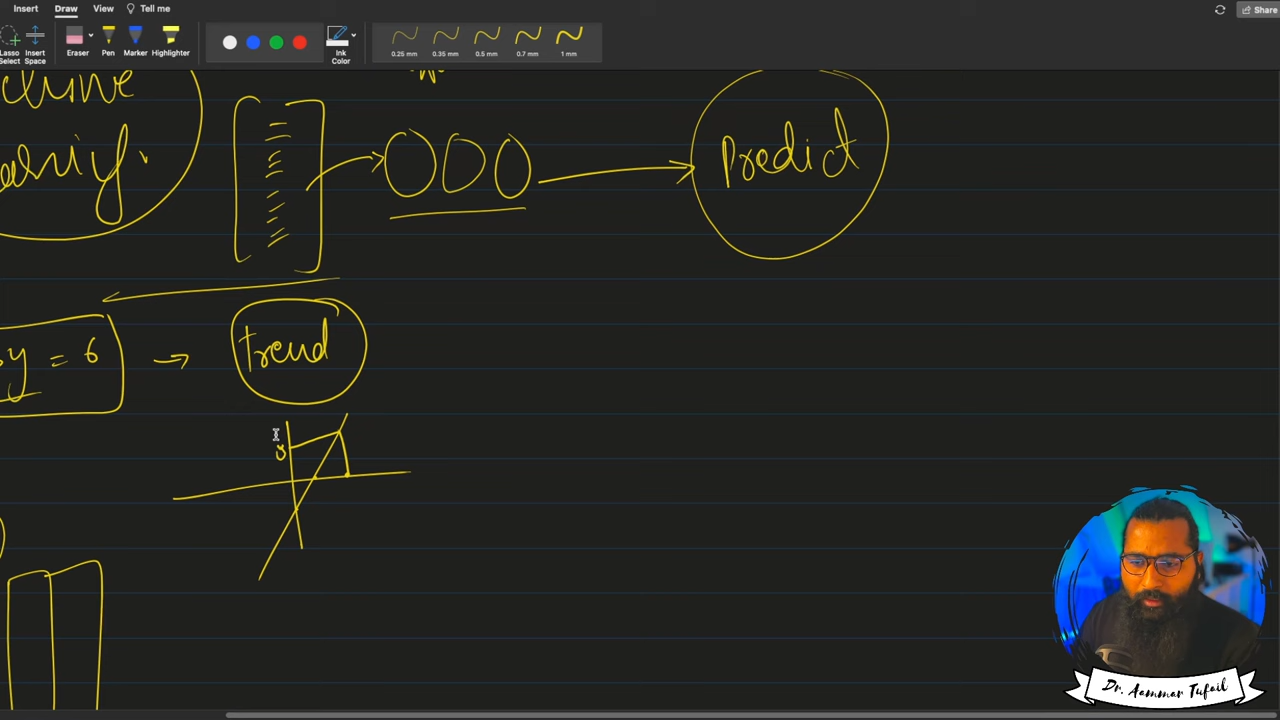 Insert Draw View Tell me
Share
Lasso Select
Insert Space
Eraser
Pen
Marker
Highlighter
Ink Color
0.25 mm
0.35 mm
0.5 mm
0.7 mm
1 mm
Predict
y = 6
trend
y
Dr. Aammar Tufail